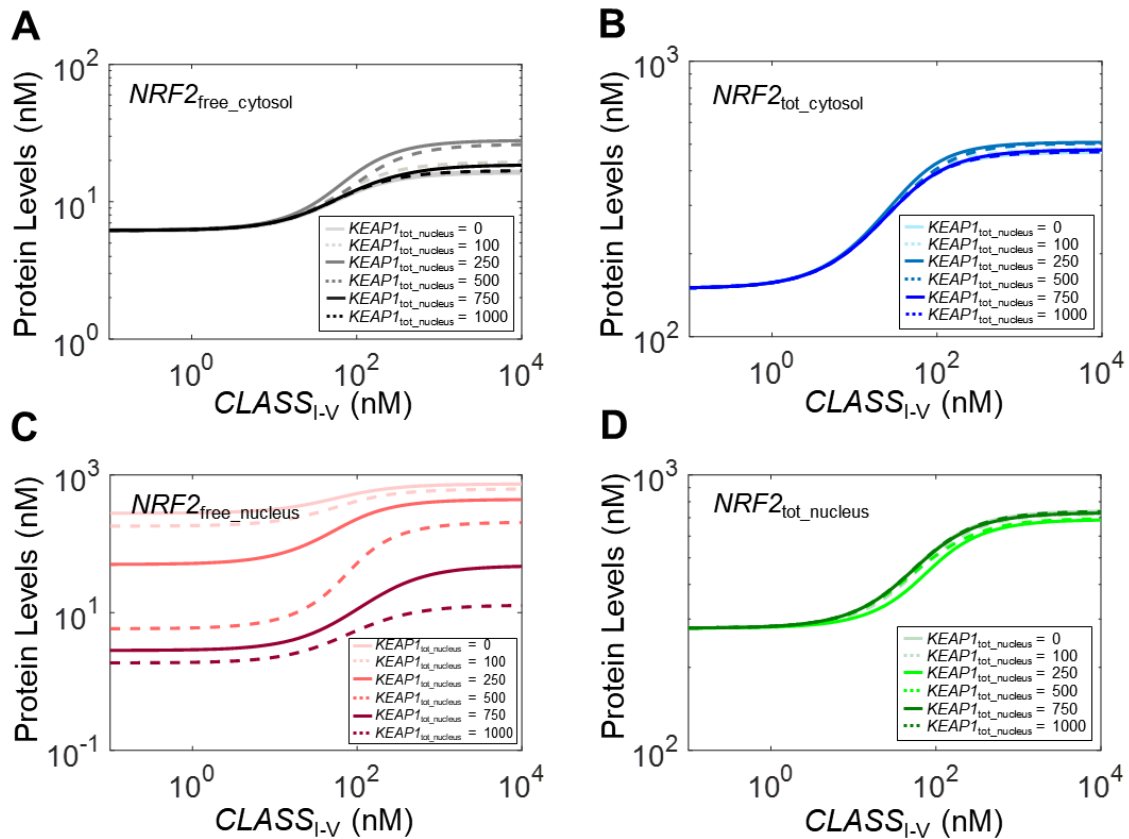 A
Protein Levels (nM)
10^2
10^1
10^0
NRF2free_cytosol
KEAP1tot_nucleus = 0
KEAP1tot_nucleus = 100
KEAP1tot_nucleus = 250
KEAP1tot_nucleus = 500
KEAP1tot_nucleus = 750
KEAP1tot_nucleus = 1000
10^0 10^2 10^4
CLASSI-V (nM)
B
Protein Levels (nM)
10^3
10^2
NRF2tot_cytosol
KEAP1tot_nucleus = 0
KEAP1tot_nucleus = 100
KEAP1tot_nucleus = 250
KEAP1tot_nucleus = 500
KEAP1tot_nucleus = 750
KEAP1tot_nucleus = 1000
10^0 10^2 10^4
CLASSI-V (nM)
C
Protein Levels (nM)
10^3
10^1
10^-1
NRF2free_nucleus
KEAP1tot_nucleus = 0
KEAP1tot_nucleus = 100
KEAP1tot_nucleus = 250
KEAP1tot_nucleus = 500
KEAP1tot_nucleus = 750
KEAP1tot_nucleus = 1000
10^0 10^2 10^4
CLASSI-V (nM)
D
Protein Levels (nM)
10^3
10^2
NRF2tot_nucleus
KEAP1tot_nucleus = 0
KEAP1tot_nucleus = 100
KEAP1tot_nucleus = 250
KEAP1tot_nucleus = 500
KEAP1tot_nucleus = 750
KEAP1tot_nucleus = 1000
10^0 10^2 10^4
CLASSI-V (nM)